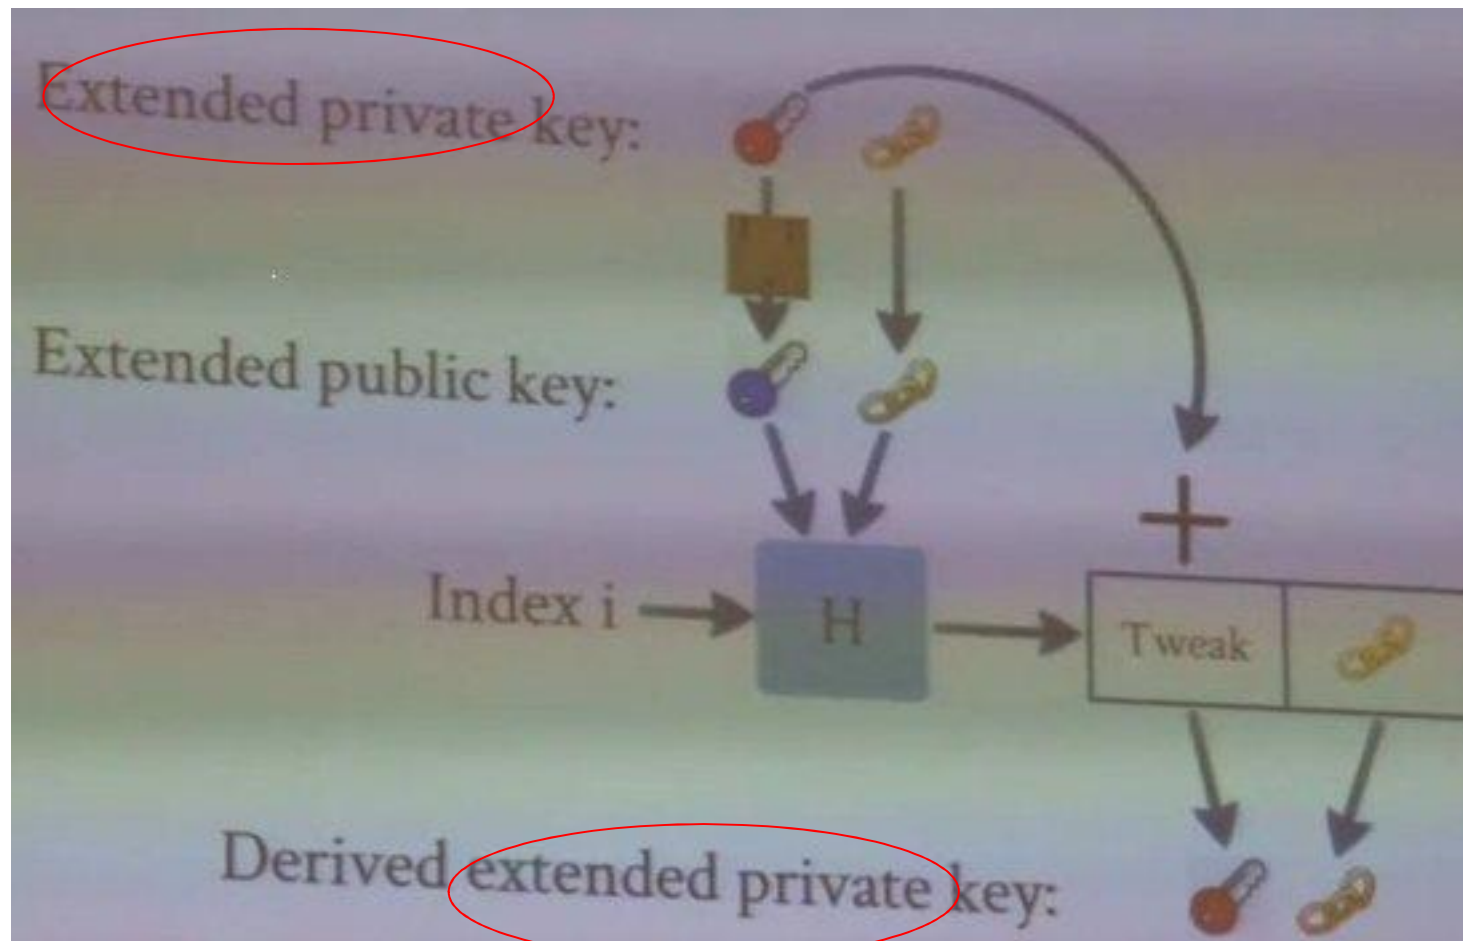 Extended private key:
Extended public key:
Index i
H
Tweak
Derived extended private key: